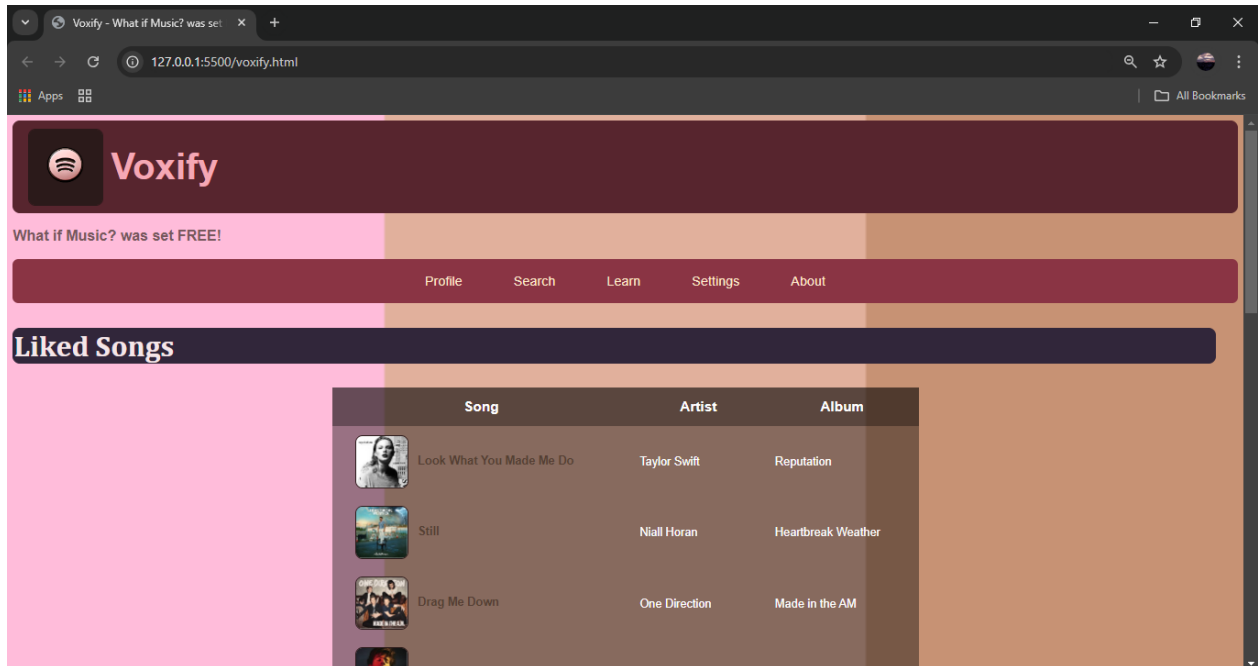 Voxify - What if Music? was set
127.0.0.1:5500/voxify.html
Apps
All Bookmarks
Voxify
What if Music? was set FREE!
Profile Search Learn Settings About
Liked Songs
Song Artist Album
Look What You Made Me Do Taylor Swift Reputation
Still Niall Horan Heartbreak Weather
Drag Me Down One Direction Made in the AM